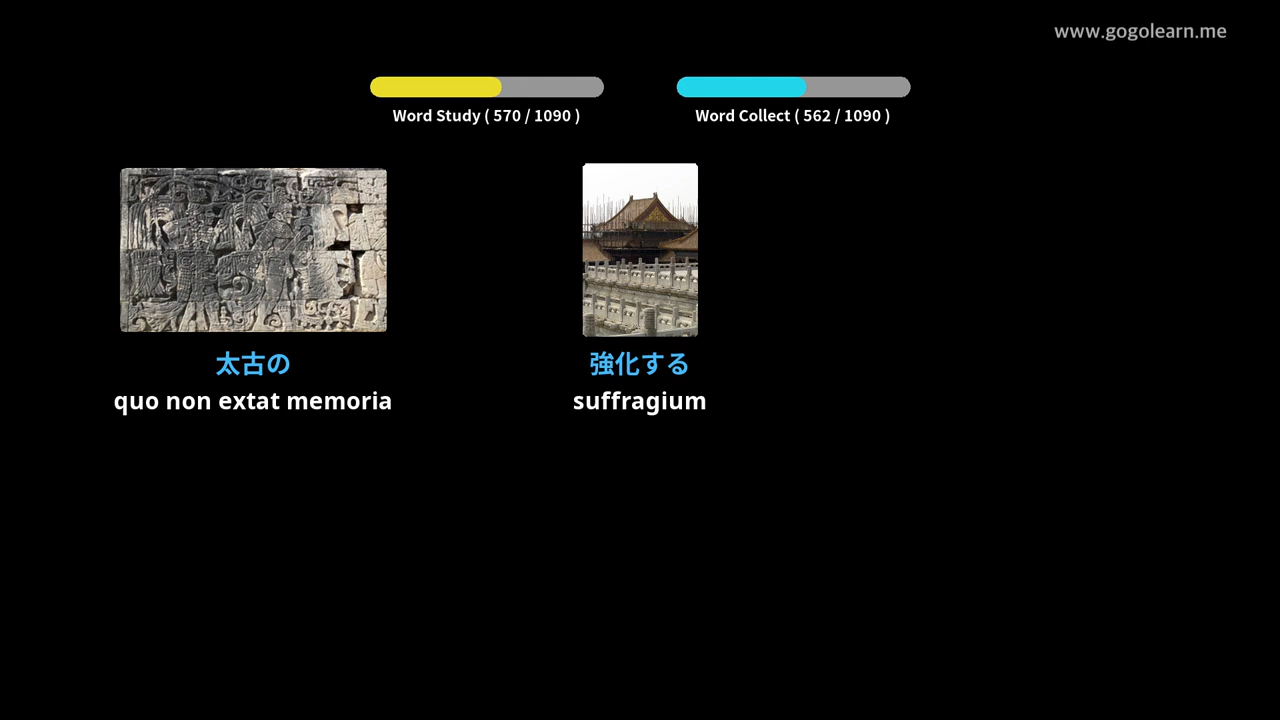 www.gogolearn.me
Word Study ( 570 / 1090 )
Word Collect ( 562 / 1090 )
太古の
quo non extat memoria
強化する
suffragium